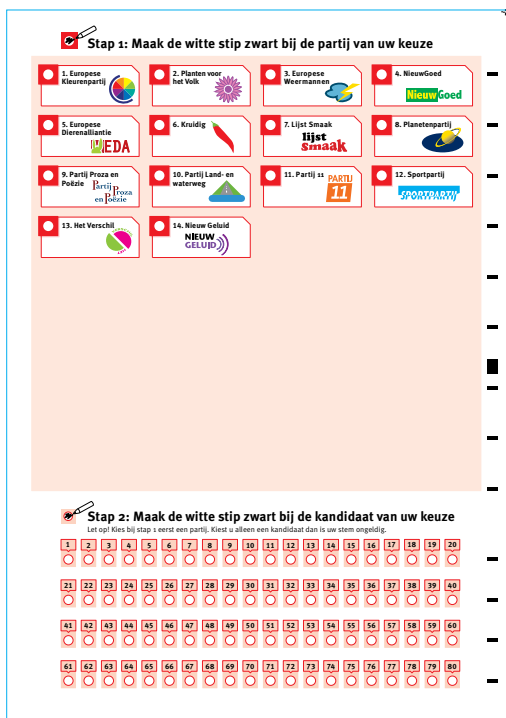 Stap 1: Maak de witte stip zwart bij de partij van uw keuze
1. Europese
Kleurenpartij
2. Planten voor
het Volk
3. Europese
Weermannen
4. NieuwGoed
NieuwGoed
5. Europese
Dierenalliantie
EDA
6. Kruidig
7. Lijst Smaak
lijst
smaak
8. Planetenpartij
9. Partij Proza en
Poëzie
Partij
Proza
en Poëzie
10. Partij Land- en
waterweg
11. Partij 11
PARTIJ
11
12. Sportpartij
SPORTPARTIJ
13. Het Verschil
14. Nieuw Geluid
NIEUW
GELUID
Stap 2: Maak de witte stip zwart bij de kandidaat van uw keuze
Let op! Kies bij stap 1 eerst een partij. Kiest u alleen een kandidaat dan is uw stem ongeldig.
1 2 3 4 5 6 7 8 9 10 11 12 13 14 15 16 17 18 19 20
21 22 23 24 25 26 27 28 29 30 31 32 33 34 35 36 37 38 39 40
41 42 43 44 45 46 47 48 49 50 51 52 53 54 55 56 57 58 59 60
61 62 63 64 65 66 67 68 69 70 71 72 73 74 75 76 77 78 79 80